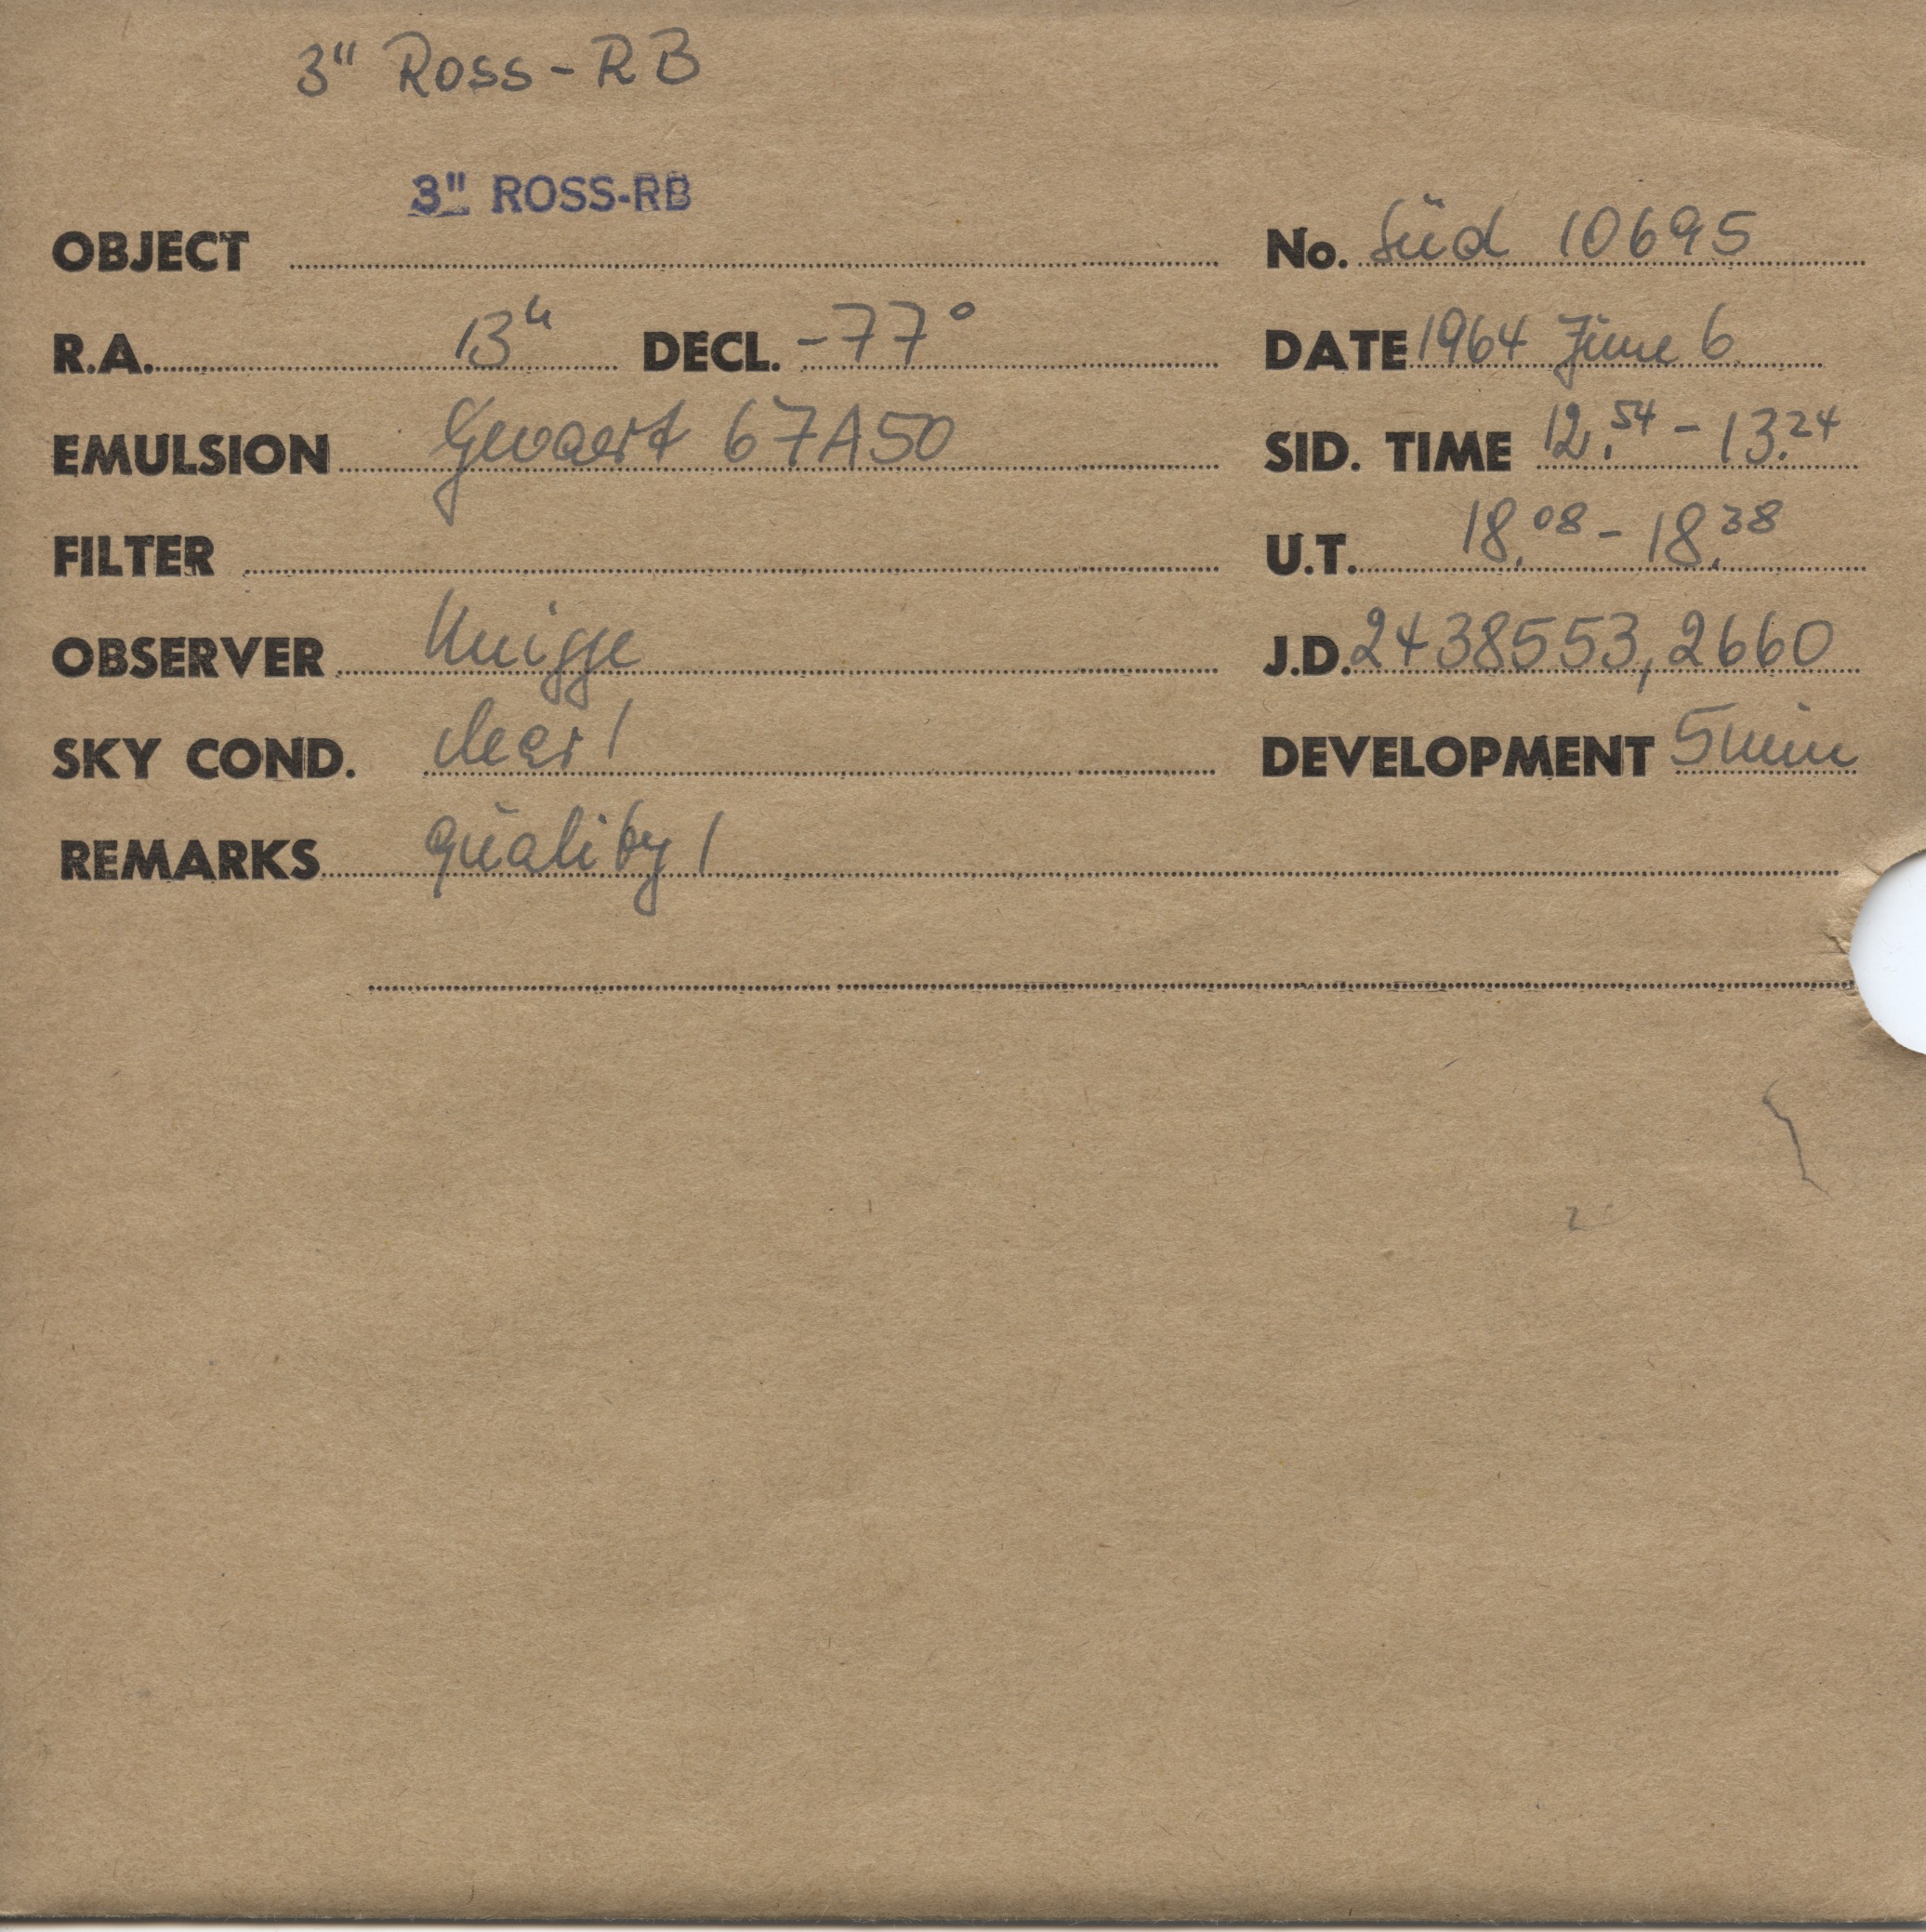 3" Ross-RB
3" ROSS-RB
OBJECT No. Süd 10695
R.A. 13h DECL. -77° DATE 1964 June 6
EMULSION Gevaert 67A50 SID. TIME 12.54 - 13.24
FILTER U.T. 18.08 - 18.38
OBSERVER Knigge J.D. 2438553,2660
SKY COND. clear 1 DEVELOPMENT 5min
REMARKS quality 1